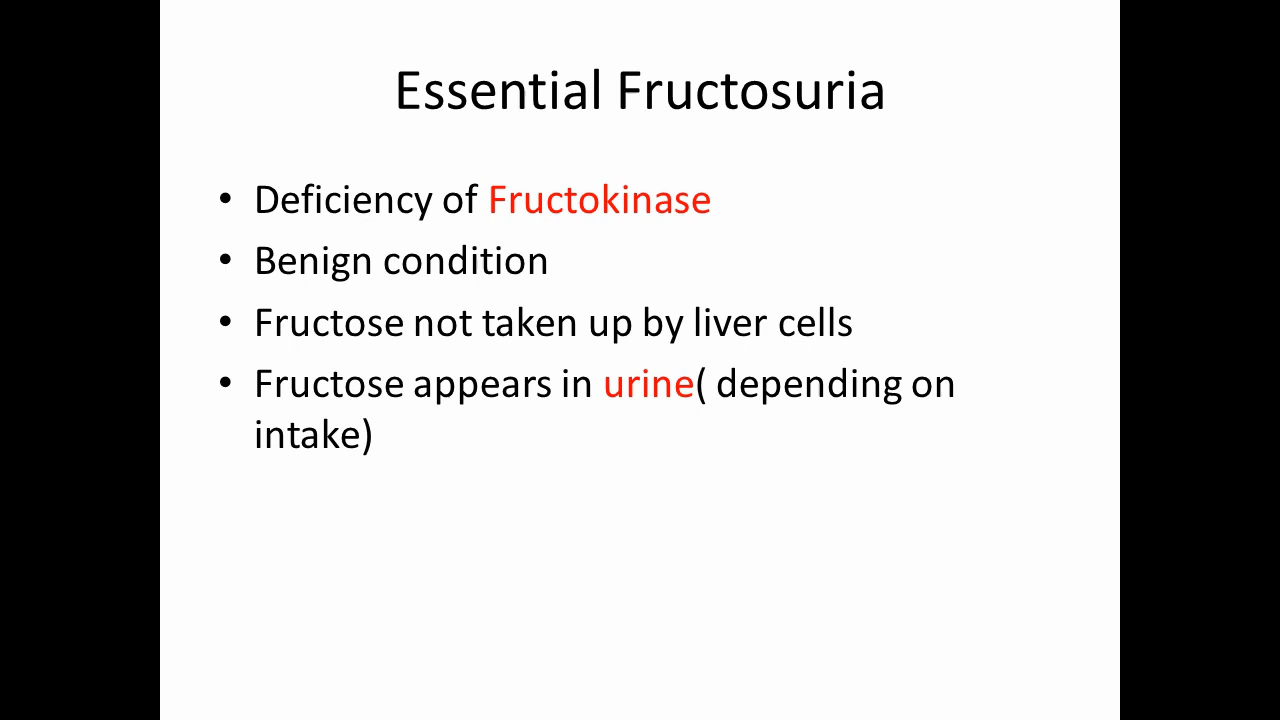 Essential Fructosuria
• Deficiency of Fructokinase
• Benign condition
• Fructose not taken up by liver cells
• Fructose appears in urine( depending on
intake)